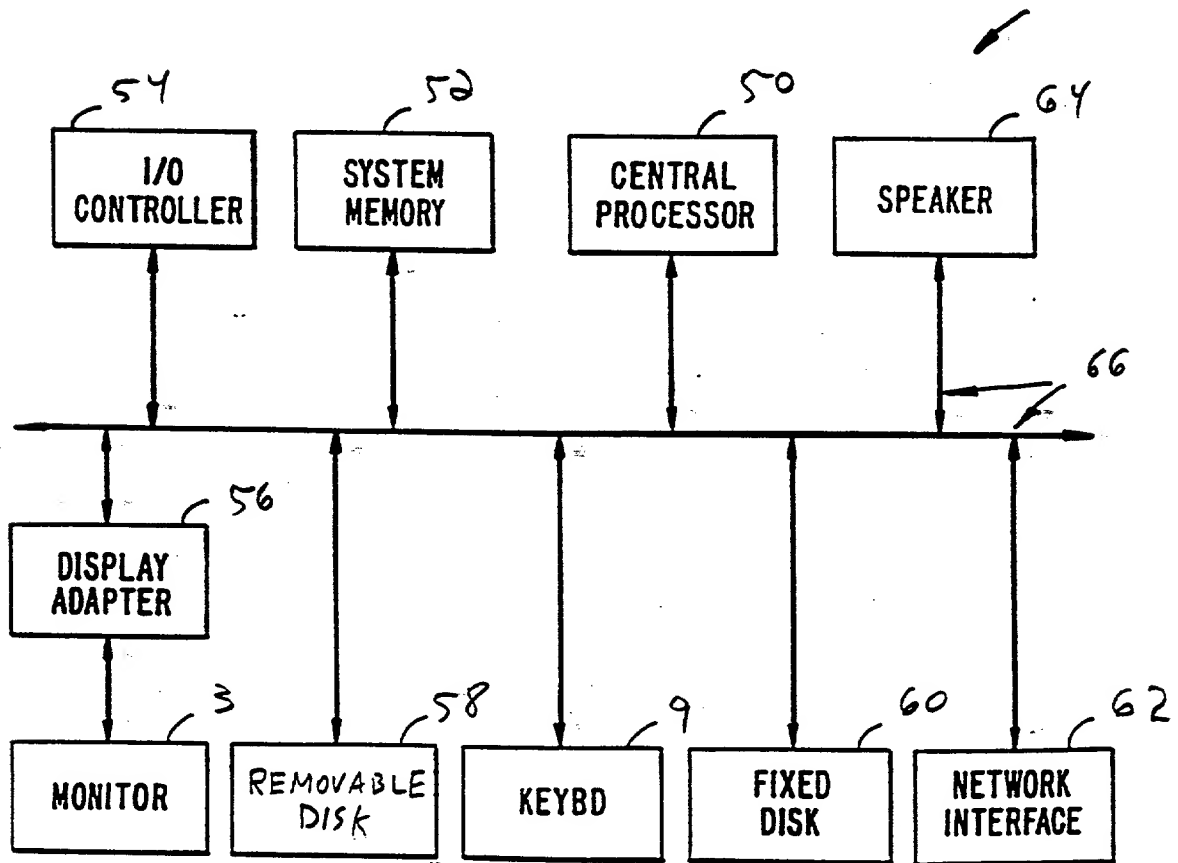 54
52
50
64
I/O
CONTROLLER
SYSTEM
MEMORY
CENTRAL
PROCESSOR
SPEAKER
66
56
DISPLAY
ADAPTER
3
58
9
60
62
MONITOR
REMOVABLE
DISK
KEYBD
FIXED
DISK
NETWORK
INTERFACE